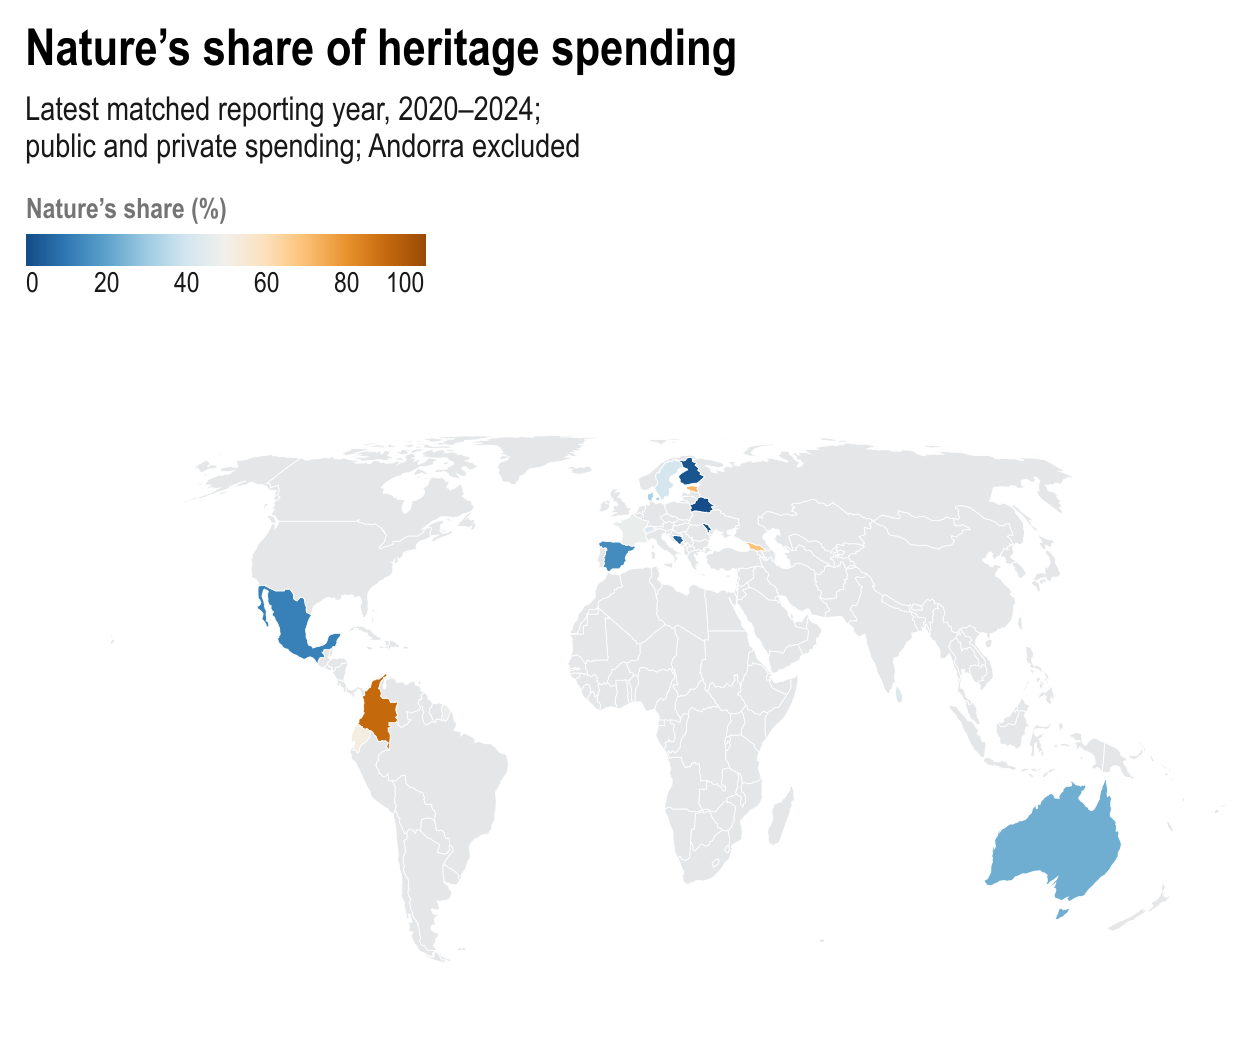 Nature’s share of heritage spending
Latest matched reporting year, 2020–2024;
public and private spending; Andorra excluded
Nature’s share (%)
0 20 40 60 80 100